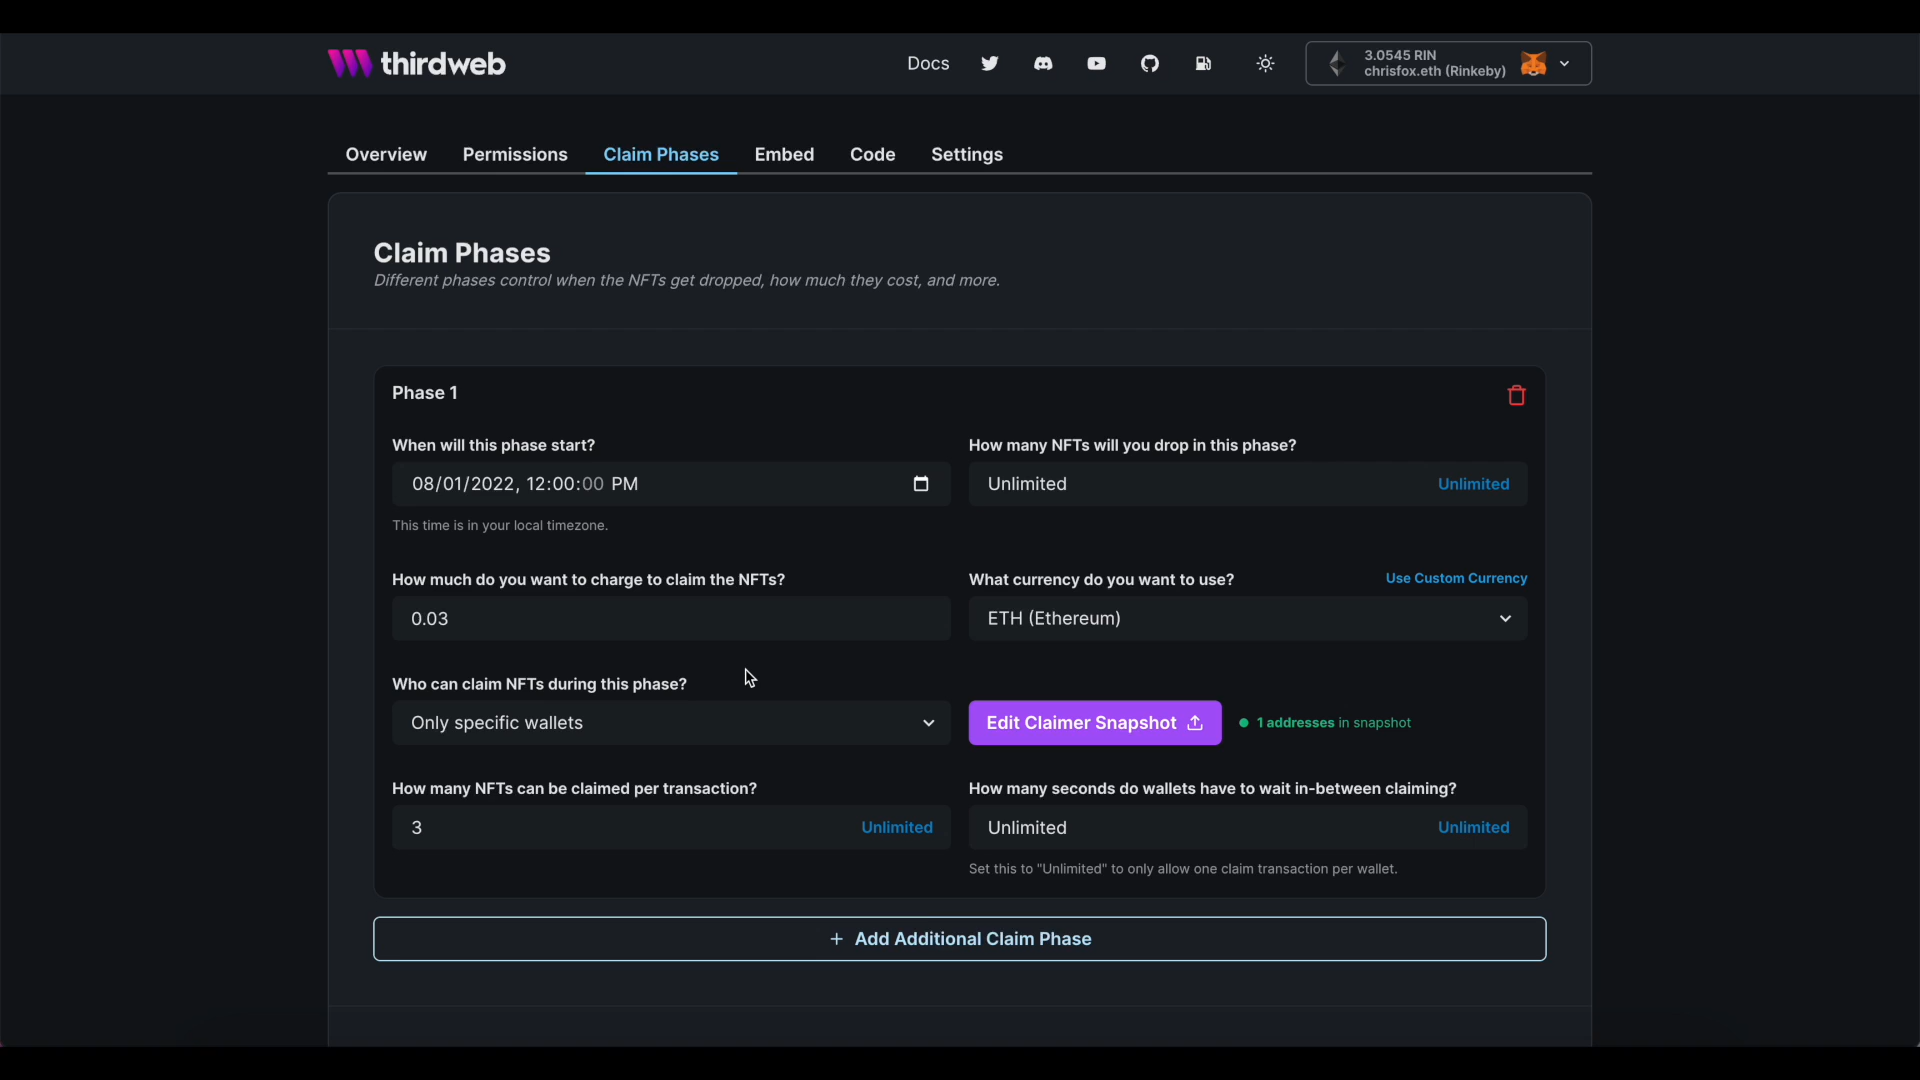 thirdweb
Docs
3.0545 RIN
chrisfox.eth (Rinkeby)
Overview
Permissions
Claim Phases
Embed
Code
Settings
Claim Phases
Different phases control when the NFTs get dropped, how much they cost, and more.
Phase 1
When will this phase start?
08/01/2022, 12:00:00 PM
This time is in your local timezone.
How many NFTs will you drop in this phase?
Unlimited
Unlimited
How much do you want to charge to claim the NFTs?
0.03
What currency do you want to use?
Use Custom Currency
ETH (Ethereum)
Who can claim NFTs during this phase?
Only specific wallets
Edit Claimer Snapshot
1 addresses in snapshot
How many NFTs can be claimed per transaction?
3
Unlimited
How many seconds do wallets have to wait in-between claiming?
Unlimited
Unlimited
Set this to "Unlimited" to only allow one claim transaction per wallet.
+ Add Additional Claim Phase